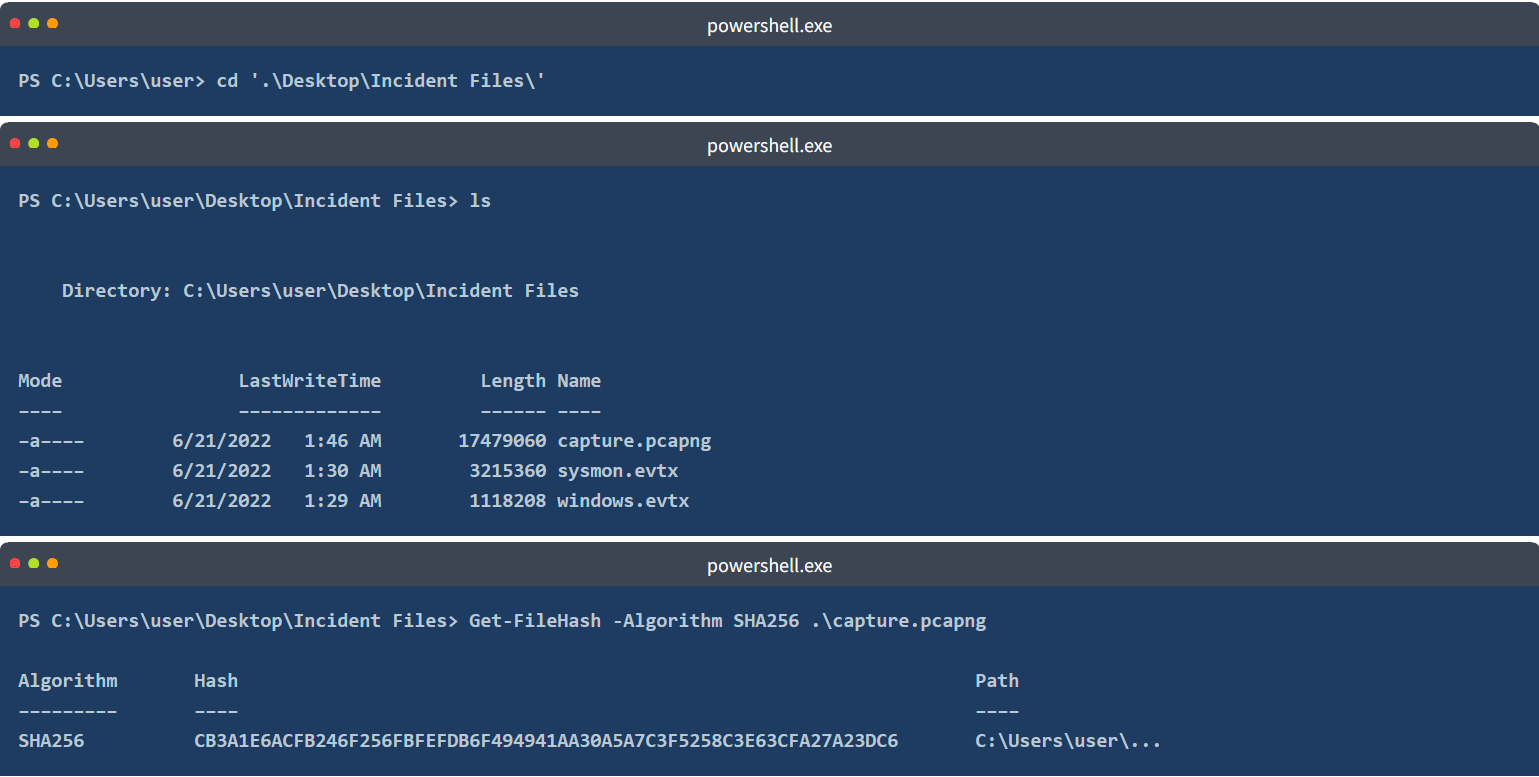 powershell.exe
PS C:\Users\user> cd '.\Desktop\Incident Files\'
powershell.exe
PS C:\Users\user\Desktop\Incident Files> ls
Directory: C:\Users\user\Desktop\Incident Files
Mode                LastWriteTime         Length Name
----                -------------         ------ ----
-a----        6/21/2022   1:46 AM       17479060 capture.pcapng
-a----        6/21/2022   1:30 AM        3215360 sysmon.evtx
-a----        6/21/2022   1:29 AM        1118208 windows.evtx
powershell.exe
PS C:\Users\user\Desktop\Incident Files> Get-FileHash -Algorithm SHA256 .\capture.pcapng
Algorithm       Hash                                                                   Path
---------       ----                                                                   ----
SHA256          CB3A1E6ACFB246F256FBFEFDB6F494941AA30A5A7C3F5258C3E63CFA27A23DC6       C:\Users\user\...